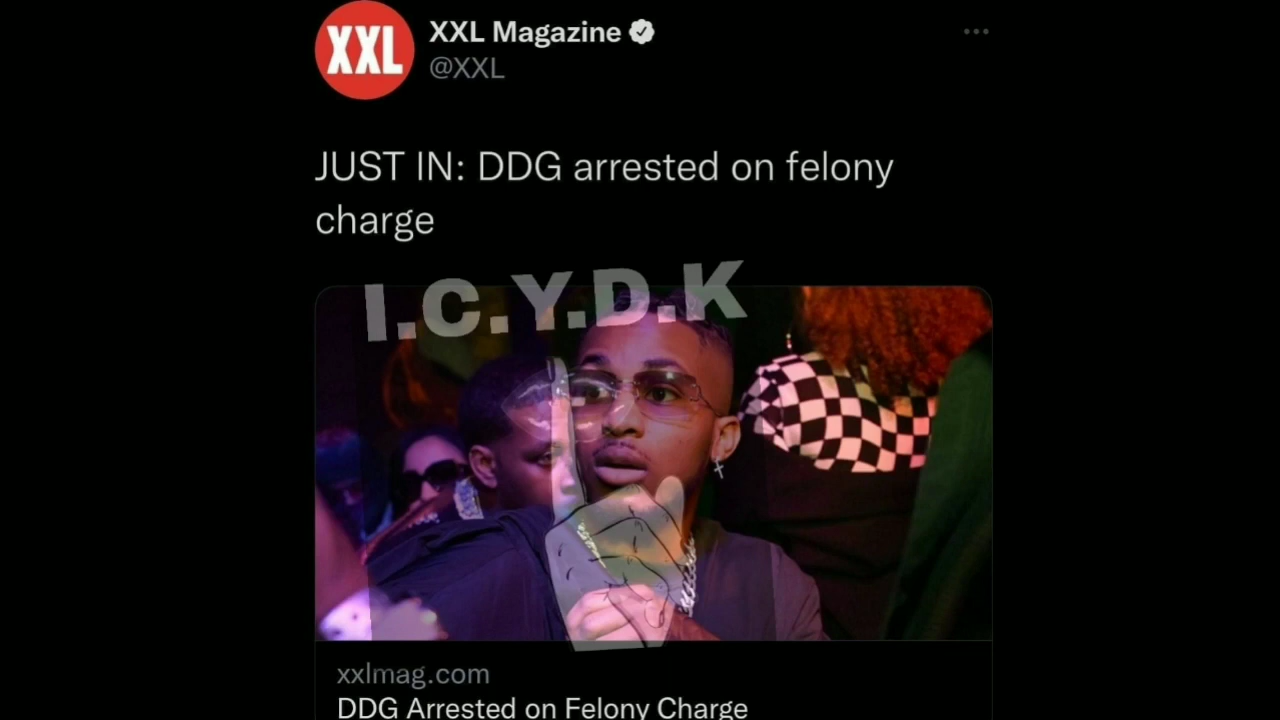 XXL
XXL Magazine
@XXL
JUST IN: DDG arrested on felony
charge
I.C.Y.D.K
xxlmag.com
DDG Arrested on Felony Charge